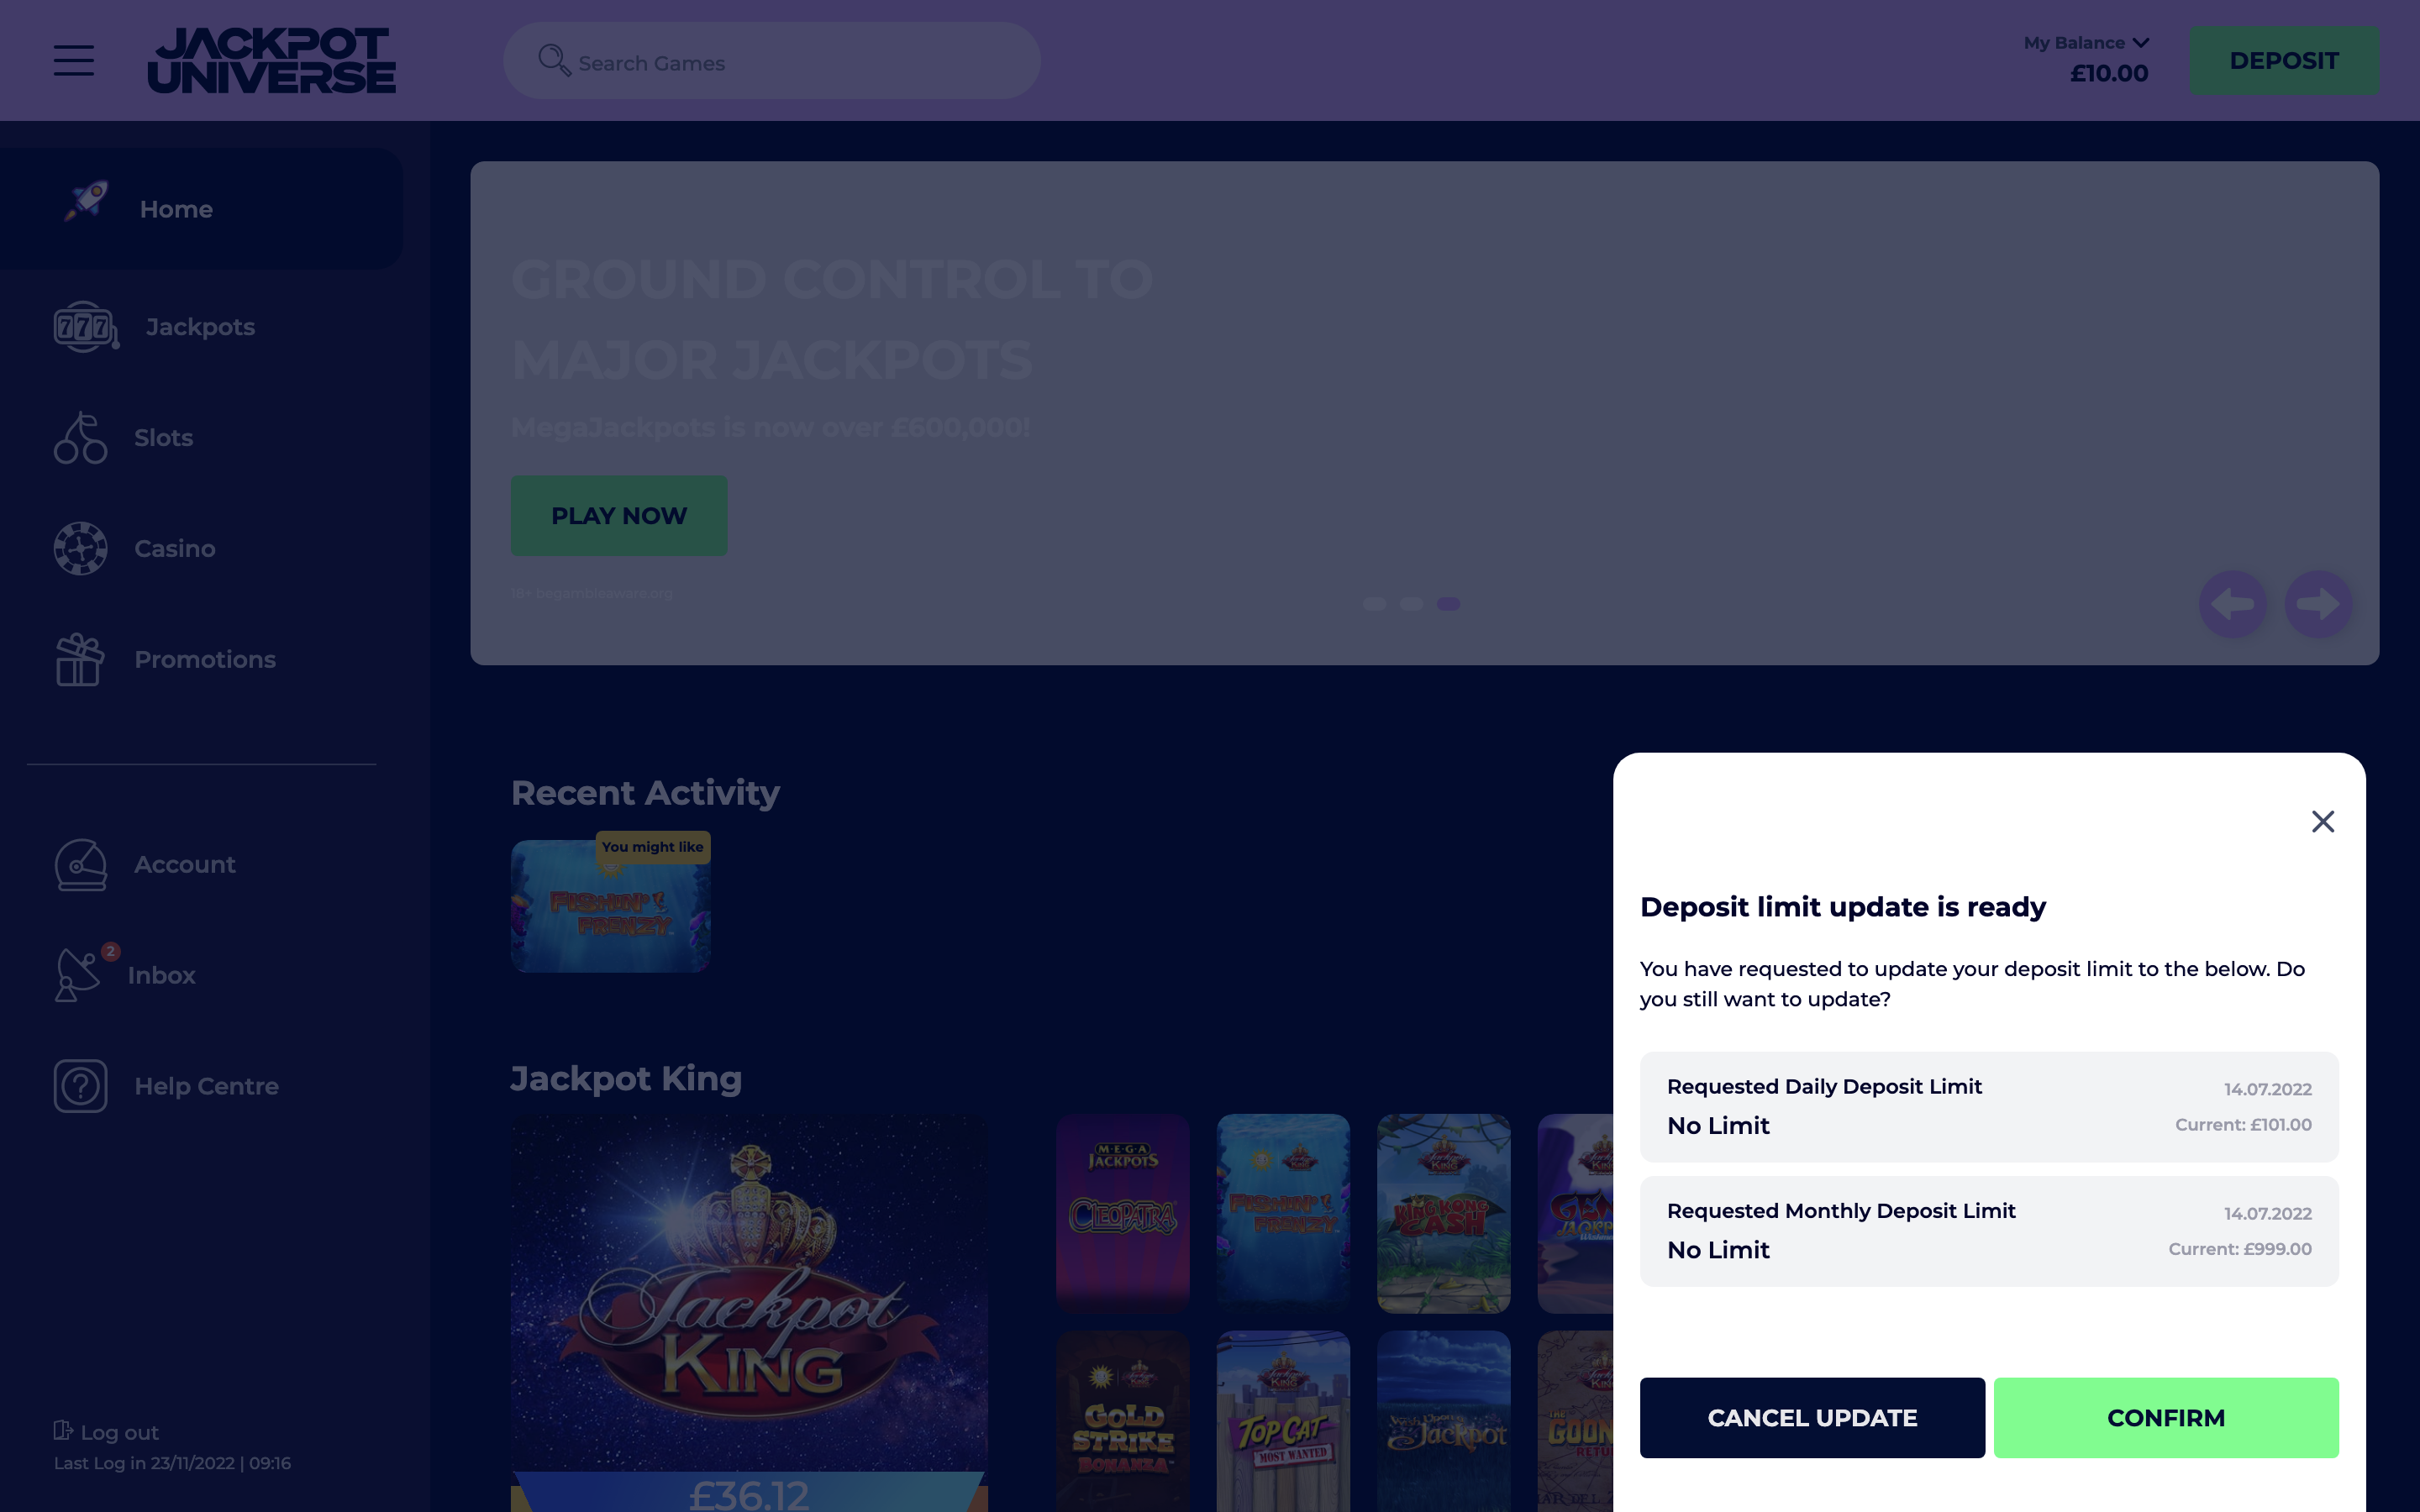 JACKPOT
UNIVERSE
Search Games
My Balance
£10.00
DEPOSIT
Home
777
Jackpots
Slots
Casino
Promotions
Account
2
Inbox
Help Centre
Log out
Last Log in 23/11/2022 | 09:16
GROUND CONTROL TO
MAJOR JACKPOTS
MegaJackpots is now over £600,000!
PLAY NOW
18+ begambleaware.org
Recent Activity
You might like
FISHIN'
FRENZY
Jackpot King
Jackpot
KING
£36.12
MEGA
JACKPOTS
CLEOPATRA
FISHIN'
FRENZY
KING KONG
CASH
GOLD
STRIKE
BONANZA
TOP CAT
MOST WANTED
Wish Upon a
Jackpot
THE
Deposit limit update is ready
You have requested to update your deposit limit to the below. Do
you still want to update?
Requested Daily Deposit Limit
14.07.2022
No Limit
Current: £101.00
Requested Monthly Deposit Limit
14.07.2022
No Limit
Current: £999.00
CANCEL UPDATE
CONFIRM